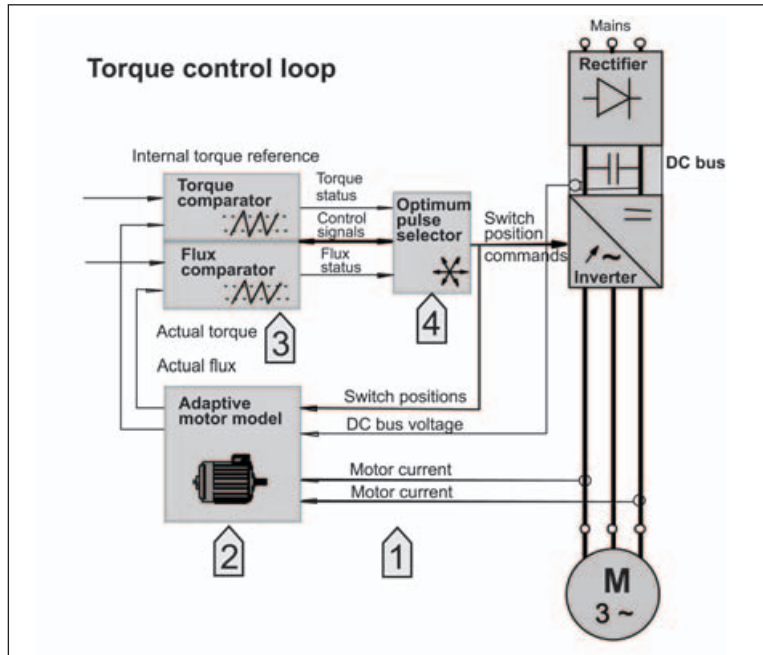 Mains
Torque control loop
Rectifier
DC bus
Internal torque reference
Torque
comparator
Torque
status
Control
signals
Flux
comparator
Flux
status
Optimum
pulse
selector
Switch
position
commands
~
Inverter
3
4
Actual torque
Actual flux
Adaptive
motor model
Switch positions
DC bus voltage
Motor current
Motor current
2
1
M
3 ~